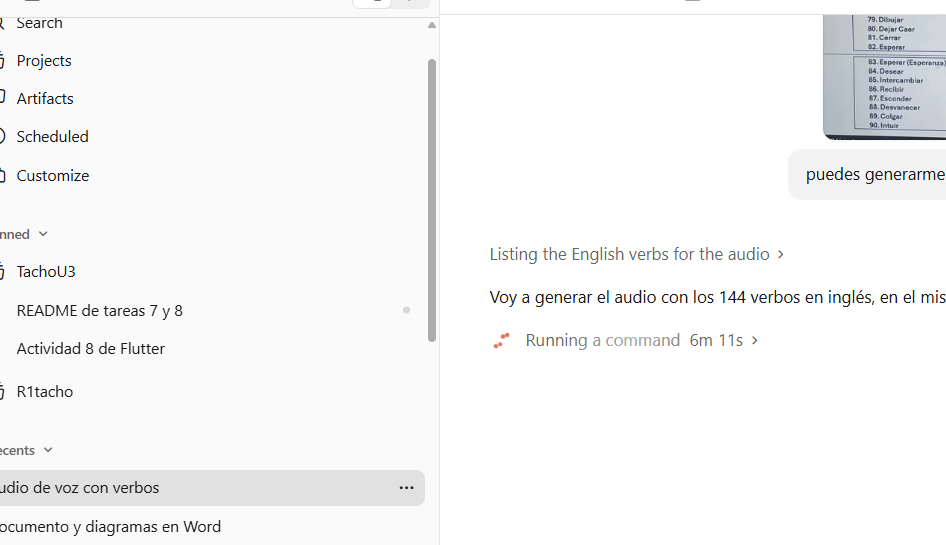 Search
Projects
Artifacts
Scheduled
Customize
nned
TachoU3
README de tareas 7 y 8
Actividad 8 de Flutter
R1tacho
ecents
udio de voz con verbos
ocumento y diagramas en Word
79. Dibujar
80. Dejar Caer
81. Cerrar
82. Esperar
83. Esperar (Esperanza)
84. Desear
85. Intercambiar
86. Recibir
87. Esconder
88. Desvanecer
89. Colgar
90. Intuir
puedes generarme
Listing the English verbs for the audio
Voy a generar el audio con los 144 verbos en inglés, en el mis
Running a command 6m 11s